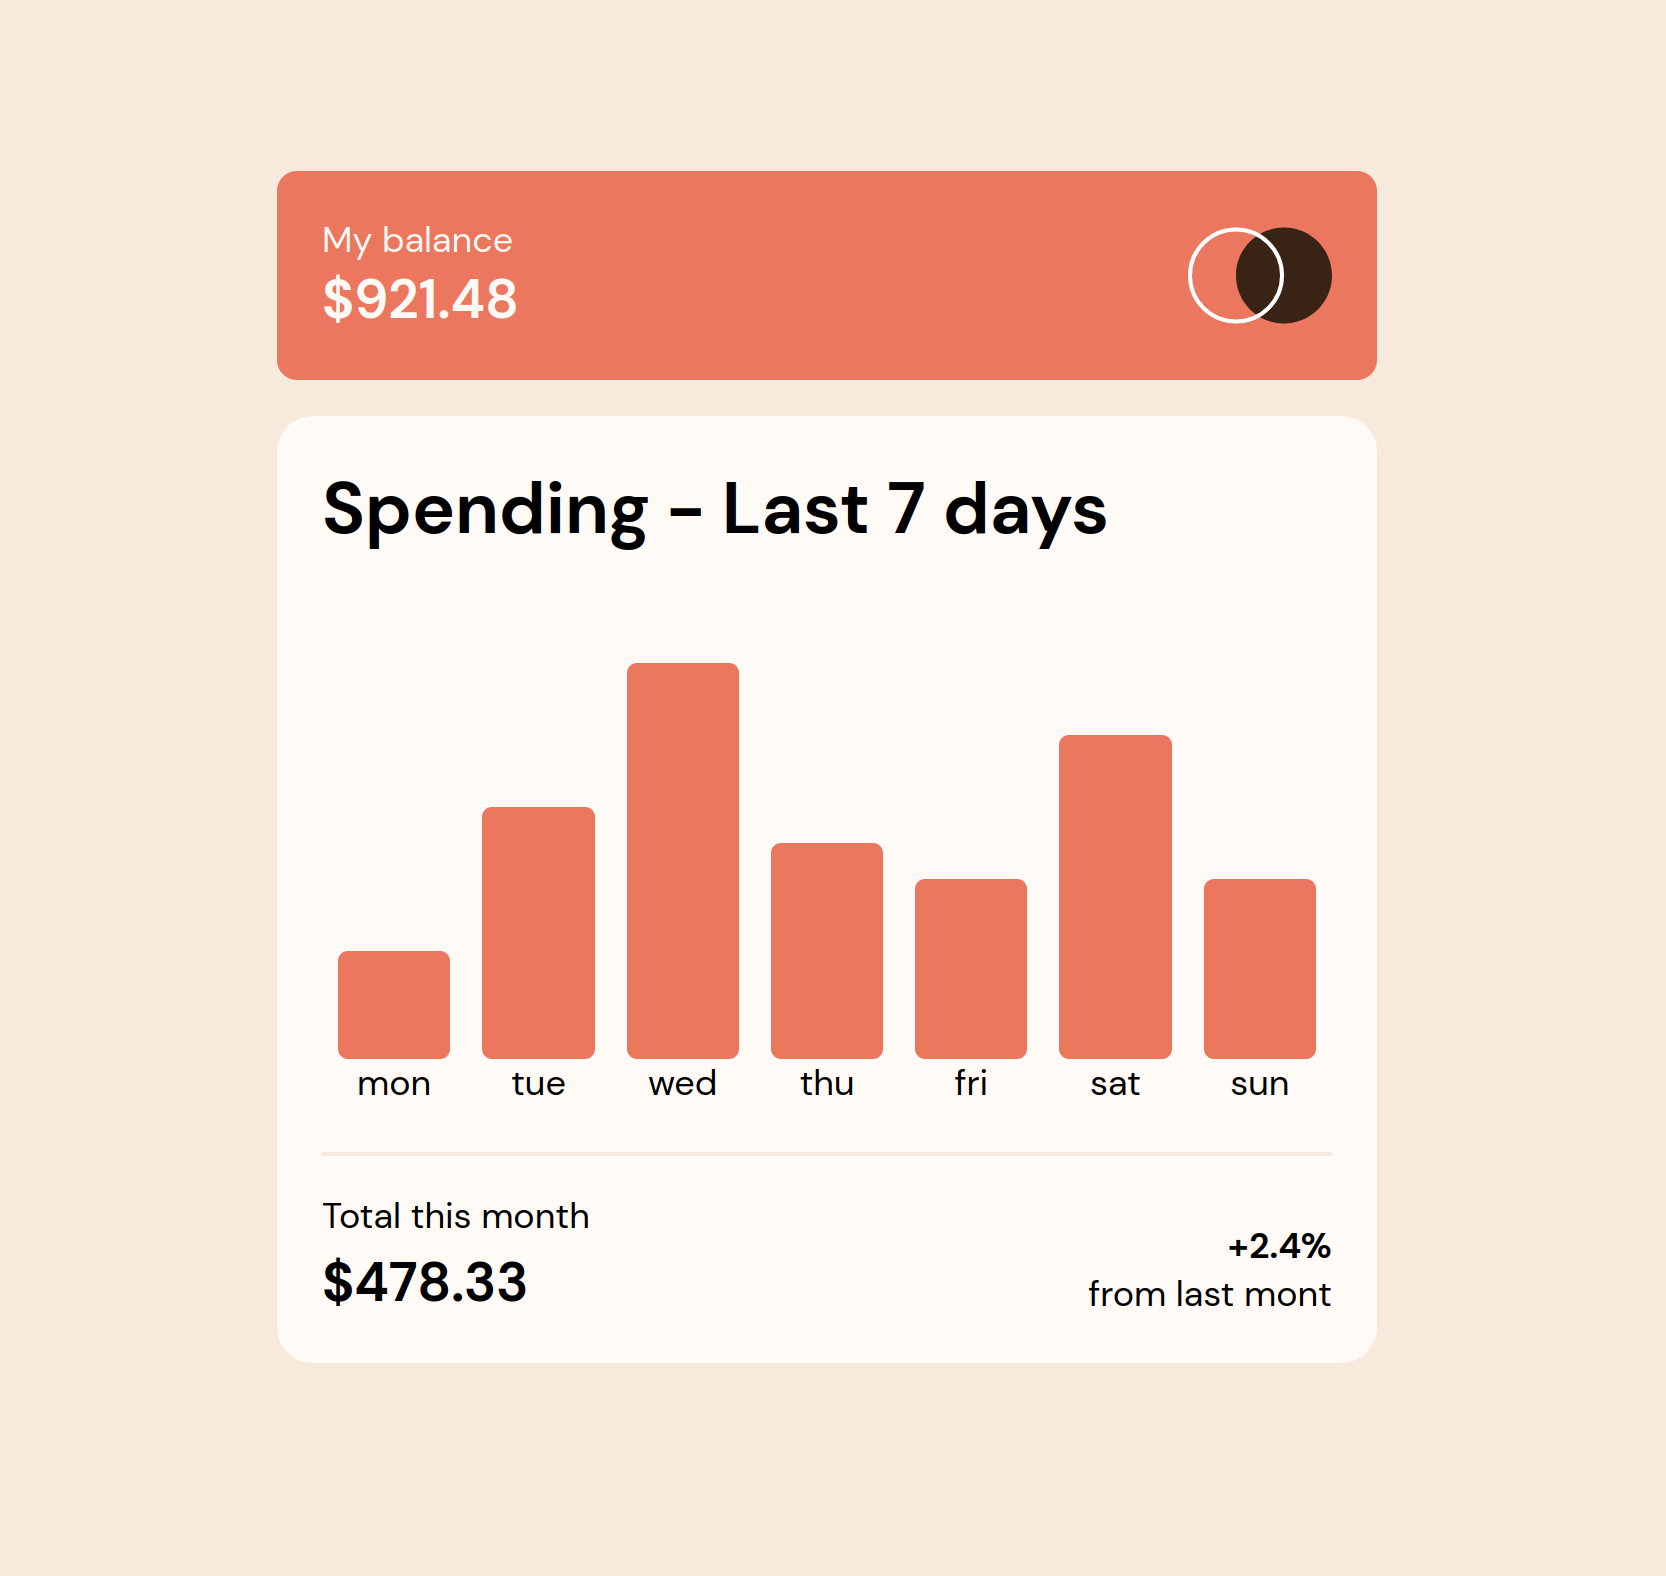 My balance
$921.48
Spending - Last 7 days
mon tue wed thu fri sat sun
Total this month
$478.33
+2.4%
from last mont